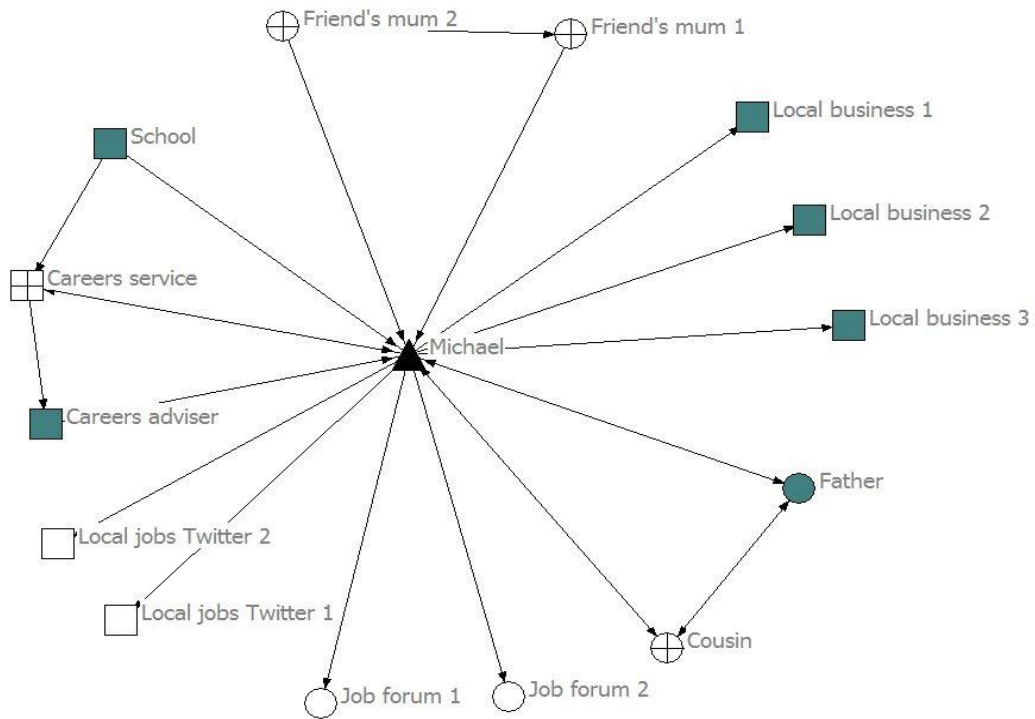 Friend's mum 2
Friend's mum 1
Local business 1
School
Local business 2
Careers service
Local business 3
Michael
Careers adviser
Father
Local jobs Twitter 2
Local jobs Twitter 1
Cousin
Job forum 1
Job forum 2